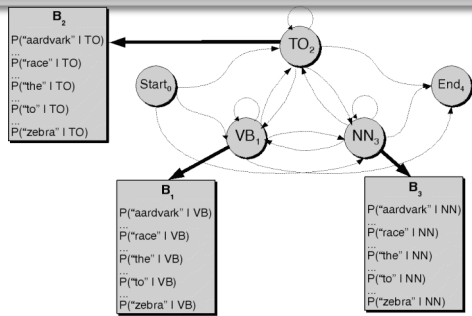 B2
P("aardvark" | TO)
...
P("race" | TO)
...
P("the" | TO)
...
P("to" | TO)
...
P("zebra" | TO)
TO2
Start0
End4
VB1
NN3
B1
P("aardvark" | VB)
...
P("race" | VB)
...
P("the" | VB)
...
P("to" | VB)
...
P("zebra" | VB)
B3
P("aardvark" | NN)
...
P("race" | NN)
...
P("the" | NN)
...
P("to" | NN)
...
P("zebra" | NN)